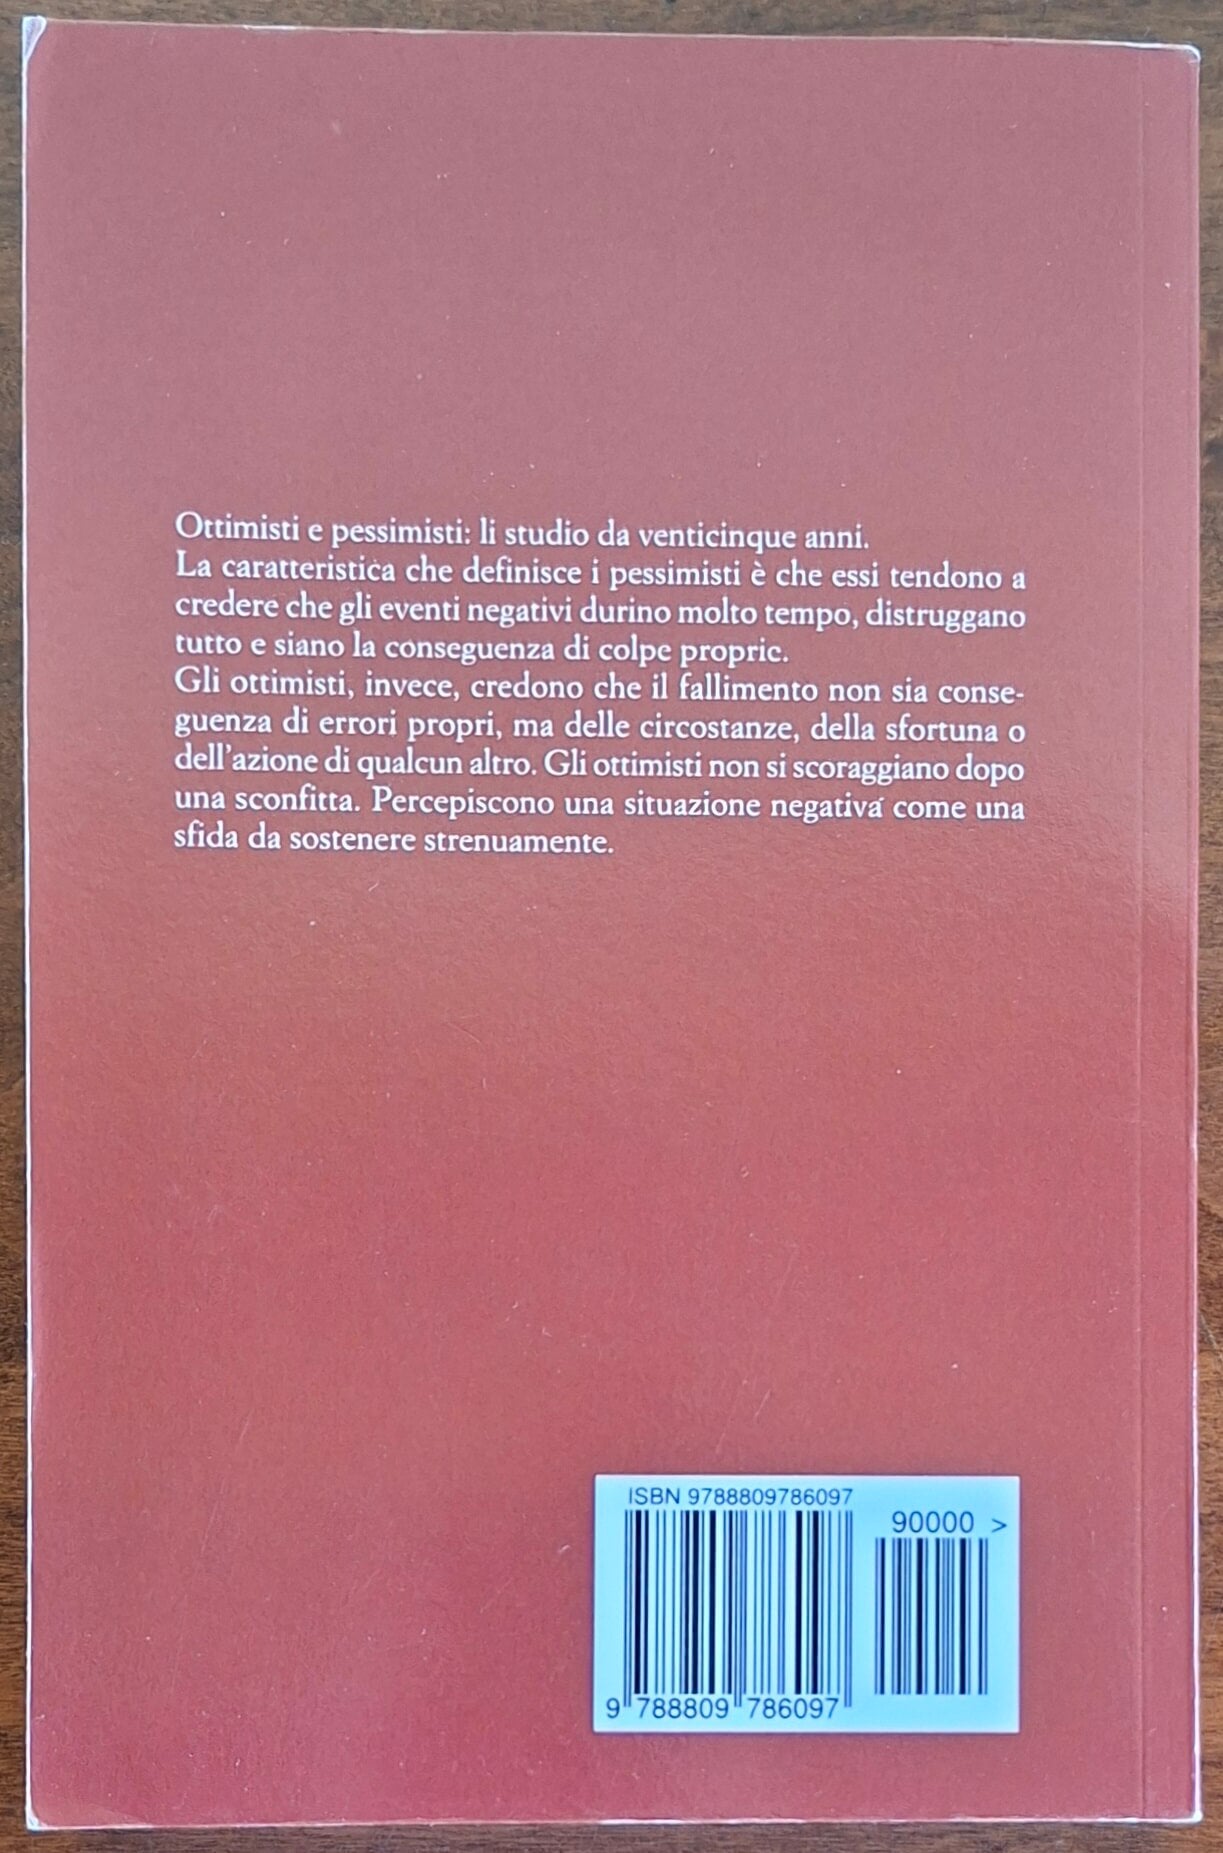 Ottimisti e pessimisti: li studio da venticinque anni.
La caratteristica che definisce i pessimisti è che essi tendono a
credere che gli eventi negativi durino molto tempo, distruggano
tutto e siano la conseguenza di colpe proprie.
Gli ottimisti, invece, credono che il fallimento non sia conse-
guenza di errori propri, ma delle circostanze, della sfortuna o
dell'azione di qualcun altro. Gli ottimisti non si scoraggiano dopo
una sconfitta. Percepiscono una situazione negativa come una
sfida da sostenere strenuamente.
ISBN 9788809786097
90000 >
9 788809 786097